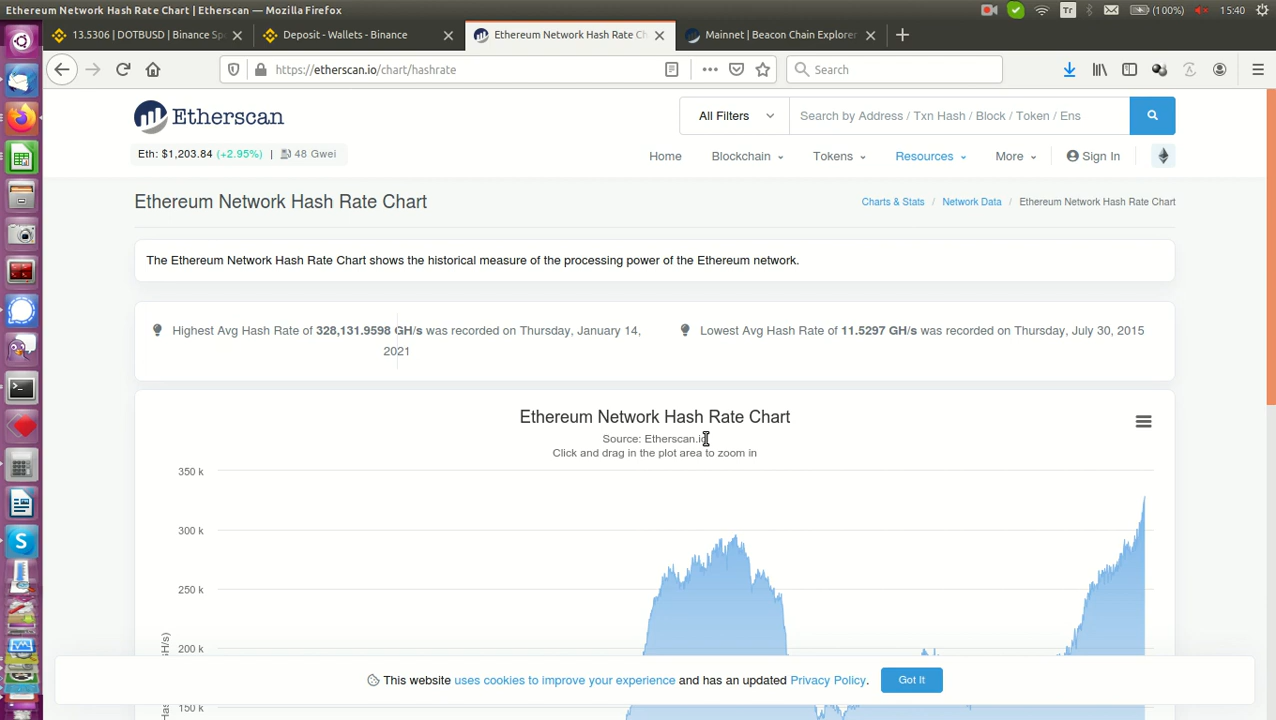 Ethereum Network Hash Rate Chart | Etherscan — Mozilla Firefox
Tr
(100%)
15:40
13.5306 | DOTBUSD | Binance Sp
Deposit - Wallets - Binance
Ethereum Network Hash Rate Ch
Mainnet | Beacon Chain Explorer
https://etherscan.io/chart/hashrate
Search
Etherscan
All Filters
Search by Address / Txn Hash / Block / Token / Ens
Eth: $1,203.84 (+2.95%) | 48 Gwei
Home
Blockchain
Tokens
Resources
More
Sign In
Ethereum Network Hash Rate Chart
Charts & Stats / Network Data / Ethereum Network Hash Rate Chart
The Ethereum Network Hash Rate Chart shows the historical measure of the processing power of the Ethereum network.
Highest Avg Hash Rate of 328,131.9598 GH/s was recorded on Thursday, January 14,
2021
Lowest Avg Hash Rate of 11.5297 GH/s was recorded on Thursday, July 30, 2015
Ethereum Network Hash Rate Chart
Source: Etherscan.io
Click and drag in the plot area to zoom in
350 k
300 k
250 k
200 k
150 k
This website uses cookies to improve your experience and has an updated Privacy Policy.
Got It
S